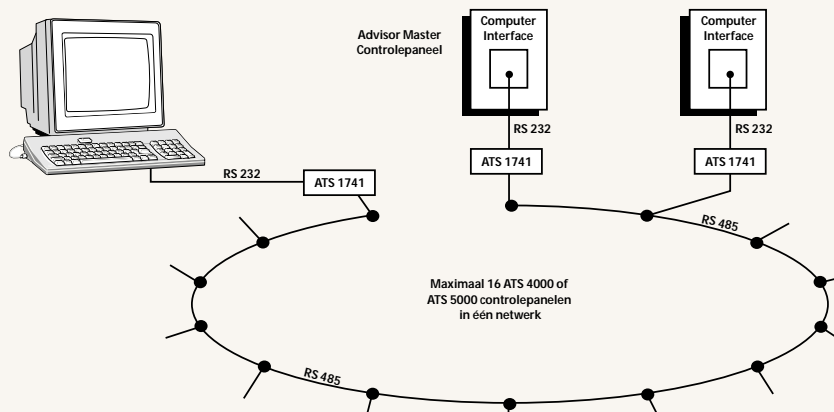 Advisor Master
Controlepaneel
Computer
Interface
Computer
Interface
RS 232
RS 232
ATS 1741
ATS 1741
RS 232
ATS 1741
RS 485
Maximaal 16 ATS 4000 of
ATS 5000 controlepanelen
in één netwerk
RS 485